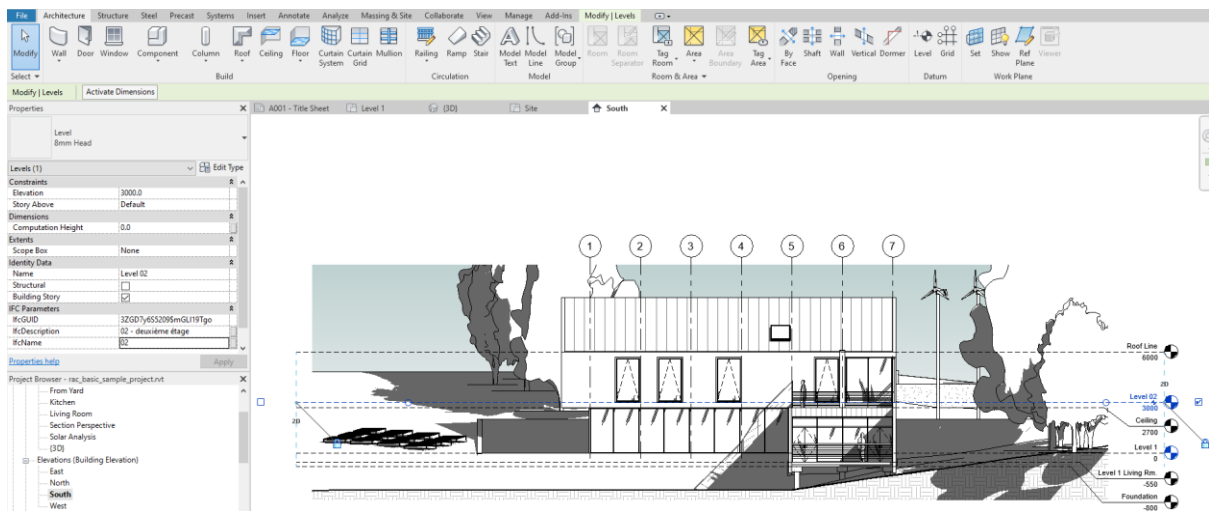 File Architecture Structure Steel Precast Systems Insert Annotate Analyze Massing & Site Collaborate View Manage Add-Ins Modify | Levels
Modify Wall Door Window Component Column Roof Ceiling Floor Curtain System Curtain Grid Mullion Railing Ramp Stair Model Text Model Line Model Group Room Room Separator Tag Room Area Area Boundary Tag Area By Face Shaft Wall Vertical Dormer Level Grid Set Show Ref Plane Viewer
Select Build Circulation Model Room & Area Opening Datum Work Plane
Modify | Levels Activate Dimensions
Properties X A001 - Title Sheet Level 1 {3D} Site South X
Level
8mm Head
Levels (1) Edit Type
Constraints
Elevation 3000.0
Story Above Default
Dimensions
Computation Height 0.0
Extents
Scope Box None
Identity Data
Name Level 02
Structural
Building Story
IFC Parameters
IfcGUID
IfcDescription 02 - deuxième étage
IfcName 02
Properties help Apply
Project Browser - rac_basic_sample_project.rvt X
From Yard
Kitchen
Living Room
Section Perspective
Solar Analysis
{3D}
Elevations (Building Elevation)
East
North
South
West
1 2 3 4 5 6 7
Roof Line
6000
2D
Level 02
3000
Ceiling
2700
2D
Level 1
0
Level 1 Living Rm.
-550
Foundation
-800